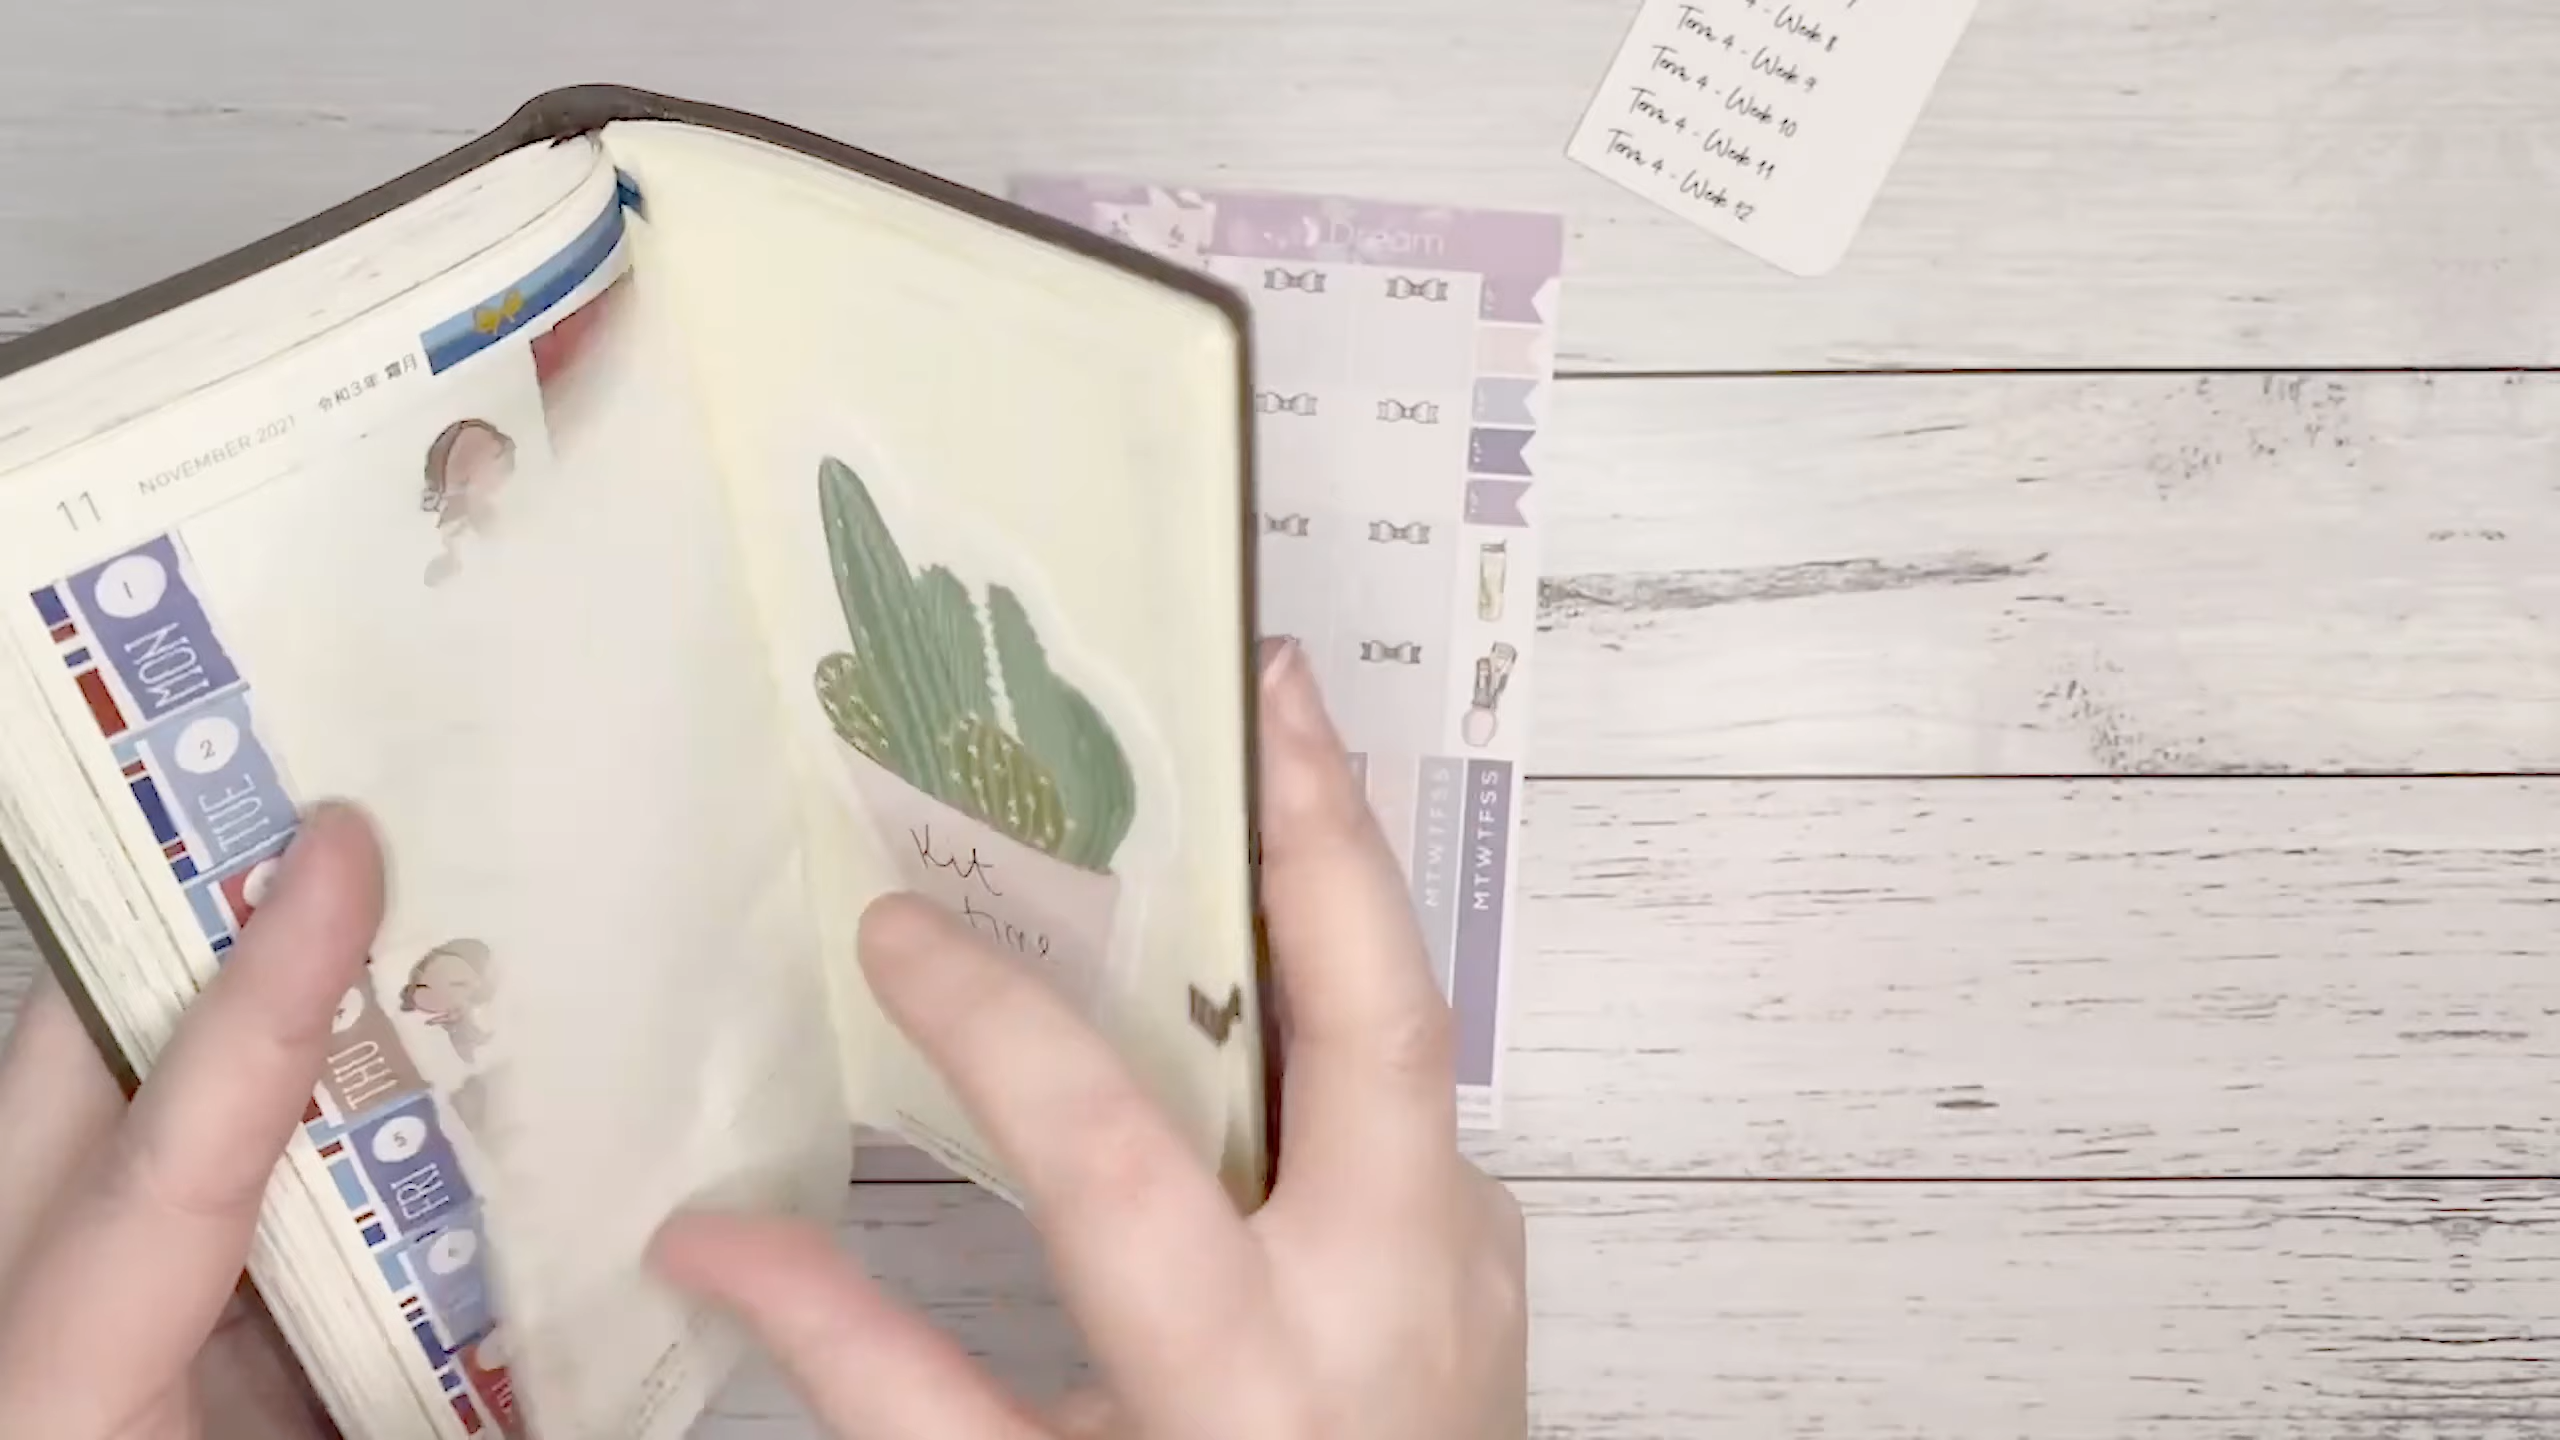 11 NOVEMBER 2021 令和3年 霜月
1
MON
2
TUE
THU
5
FRI
6
Kit
time
Dream
MTWTFSS
MTWTFSS
4 - Week 8
Term 4 - Week 9
Term 4 - Week 10
Term 4 - Week 11
Term 4 - Week 12